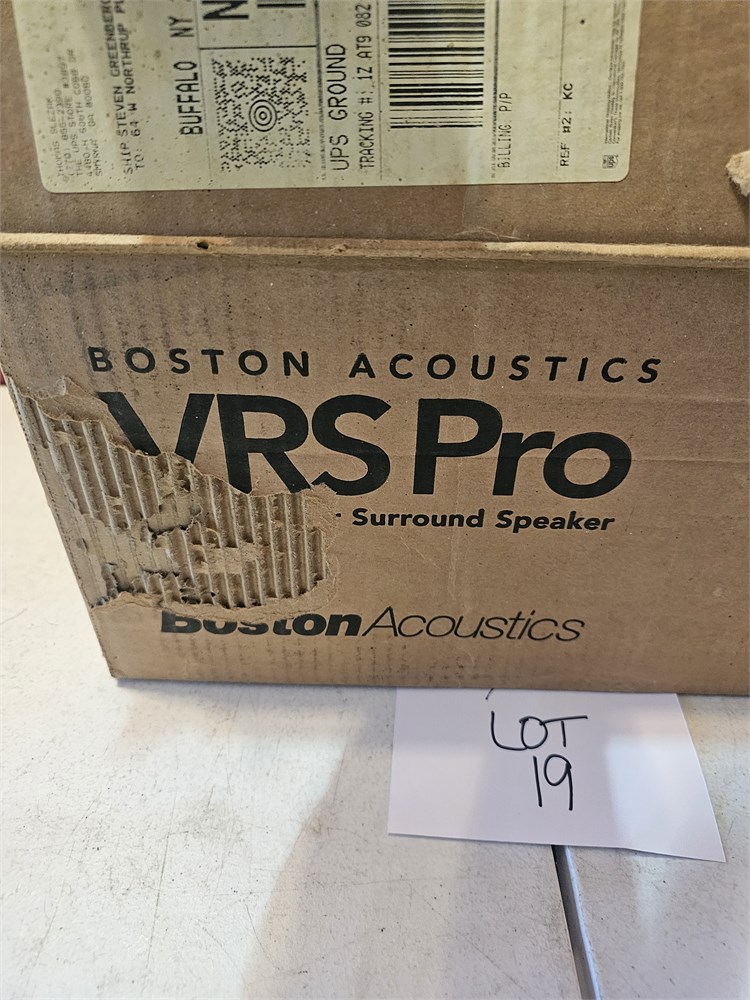 SHIP STEVEN GREENBERG
TO: 64 W NORTHRUP P
BUFFALO NY
UPS GROUND
TRACKING #: 1Z AT9 082
BILLING: P/P
REF #2: KC
BOSTON ACOUSTICS
VRS Pro
Surround Speaker
Boston Acoustics
LOT
19